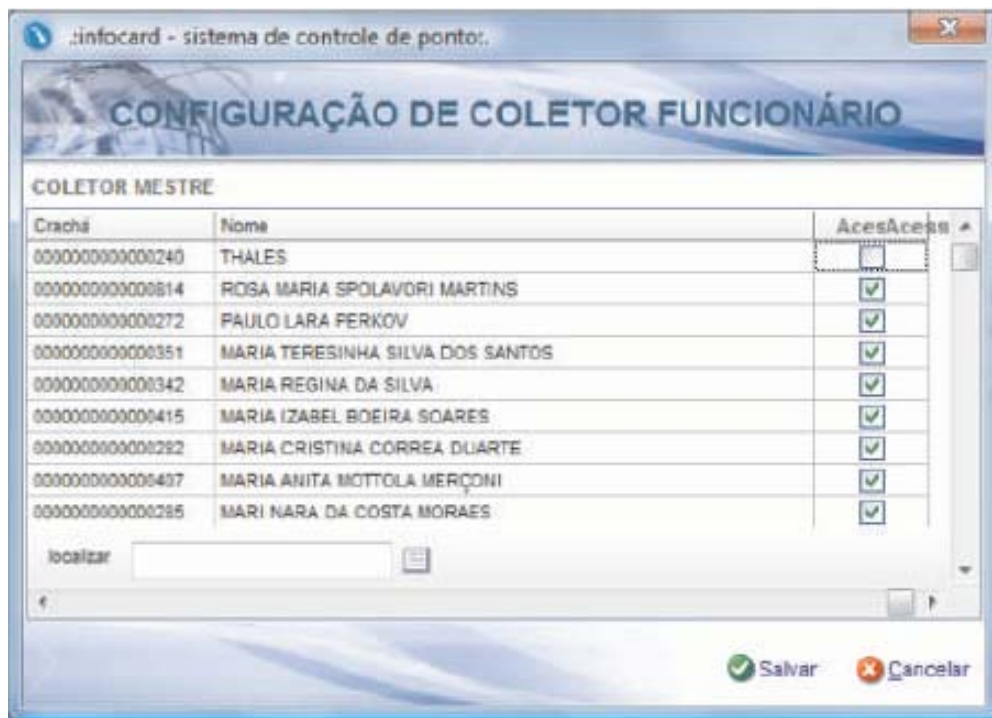 .:infocard - sistema de controle de ponto:.
CONFIGURAÇÃO DE COLETOR FUNCIONÁRIO
COLETOR MESTRE
Crachá Nome AcesAcess
0000000000000240 THALES
0000000000000814 ROSA MARIA SPOLAVORI MARTINS
0000000000000272 PAULO LARA PERKOV
0000000000000351 MARIA TERESINHA SILVA DOS SANTOS
0000000000000342 MARIA REGINA DA SILVA
0000000000000415 MARIA IZABEL BOEIRA SOARES
0000000000000282 MARIA CRISTINA CORREA DUARTE
0000000000000407 MARIA ANITA MOTTOLA MERÇONI
0000000000000285 MARI NARA DA COSTA MORAES
localizar
Salvar Cancelar